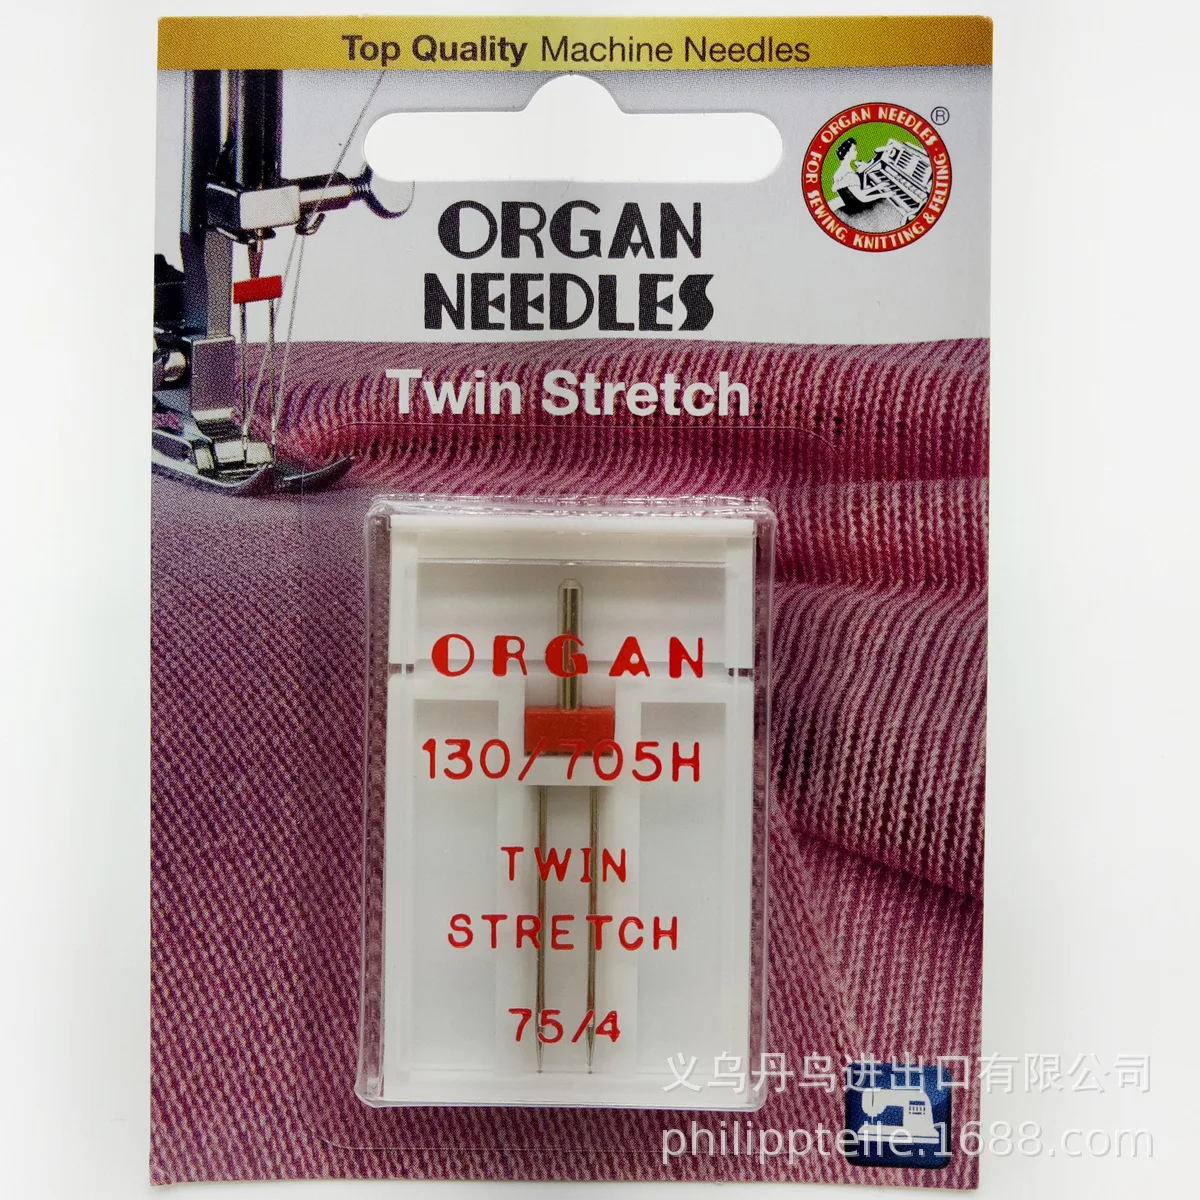 Top Quality Machine Needles
ORGAN NEEDLES · FOR SEWING, KNITTING & FELTING ·
®
ORGAN
NEEDLES
Twin Stretch
ORGAN
130/705H
TWIN
STRETCH
75/4
义乌丹鸟进出口有限公司
philippteile.1688.com